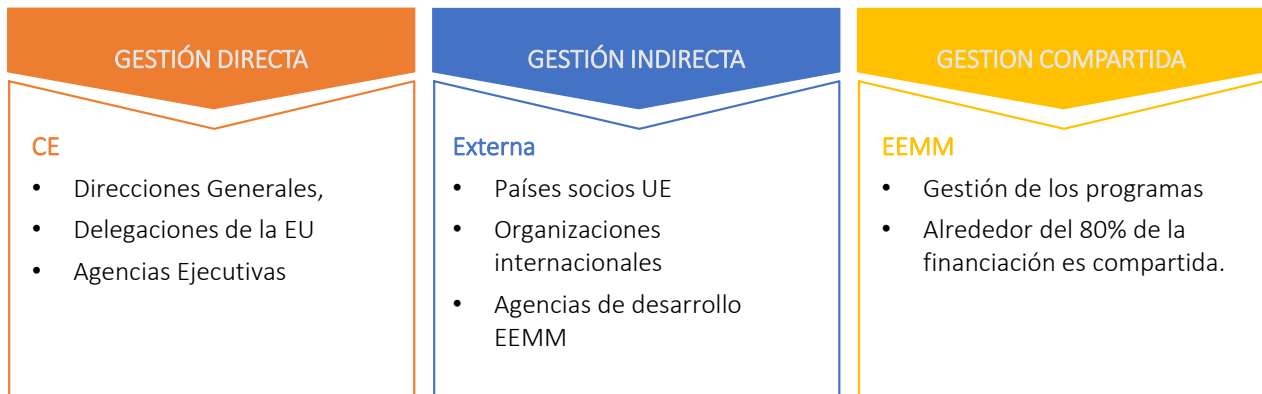 GESTIÓN DIRECTA
CE
• Direcciones Generales,
• Delegaciones de la EU
• Agencias Ejecutivas
GESTIÓN INDIRECTA
Externa
• Países socios UE
• Organizaciones
internacionales
• Agencias de desarrollo
EEMM
GESTION COMPARTIDA
EEMM
• Gestión de los programas
• Alrededor del 80% de la
financiación es compartida.